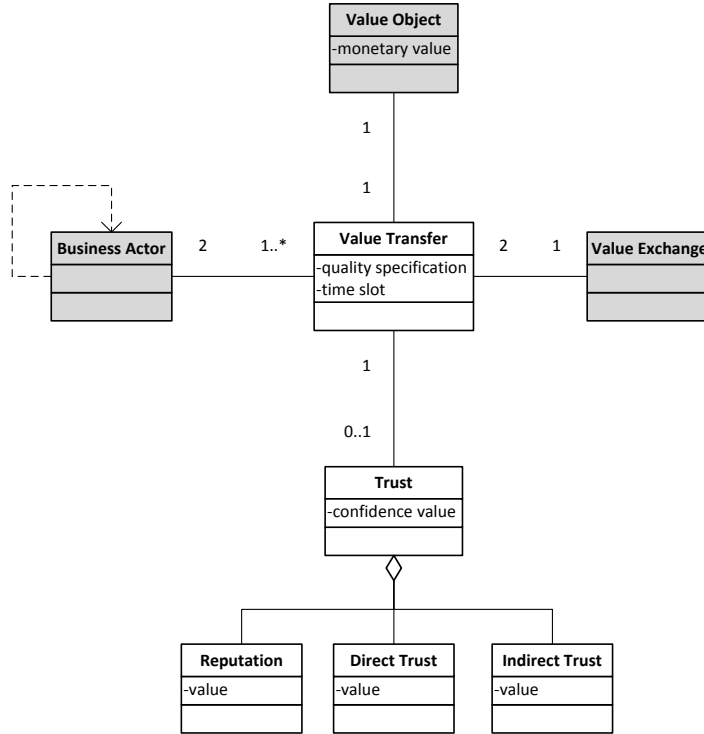 Value Object
-monetary value
1
1
Business Actor
2
1..*
Value Transfer
-quality specification
-time slot
2
1
Value Exchange
1
0..1
Trust
-confidence value
Reputation
-value
Direct Trust
-value
Indirect Trust
-value